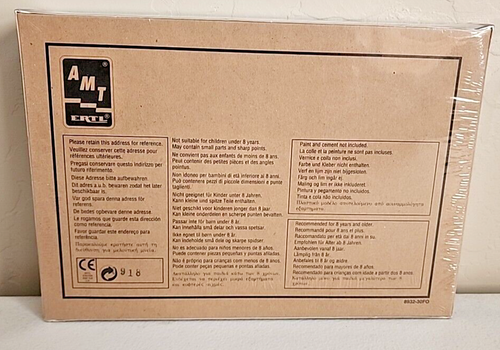 AMT
®
ERTL
Please retain this address for reference.
Veuillez conserver cette adresse pour
références ultérieures.
Pregasi conservare questo indirizzo per
futura riferimento.
Diese Adresse bitte aufbewahren.
Dit adres a.u.b. bewaren zodat het later
beschikbaar is.
Var god spara denna adress för
referens.
De bedes opbevare denne adresse
Le rogamos que guarde esta dirección como
referencia.
Favor guardar este endereço para
referência.
CE
918
Not suitable for children under 8 years.
May contain small parts and sharp points.
Ne convient pas aux enfants de moins de 8 ans.
Peut contenir des petites pièces et des angles
pointus.
Non idoneo per bambini di età inferiore ai 8 anni.
Può contenere pezzi di piccole dimensioni e punte
taglienti.
Nicht geeignet für Kinder unter 8 Jahren.
Kann kleine und spitze Teile enthalten.
Niet geschikt voor kinderen jonger dan 8 jaar.
Kan kleine onderdelen en scherpe punten bevatten.
Passar inte för barn under 8 år.
Kan innehålla små delar och vassa spetsar.
Ikke egnet for børn under 8 år.
Kan indeholde små dele og skarpe spidser.
No es adecuado para niños menores de 8 años.
Puede contener piezas pequeñas y puntas afiladas.
Não é próprio para crianças com menos de 8 anos.
Pode conter peças pequenas e pontas afiadas.
Paint and cement not included.
La colle et la peinture ne sont pas incluses.
Vernice e colla non inclusi.
Farbe und Kleber nicht enthalten.
Verf en lijm zijn niet bijgesloten.
Färg och lim ingår ej.
Maling og lim er ikke inkluderet.
Pintura y pegamento no incluidos.
Tinta e cola não incluídos.
Recommended for 8 years and older.
Recommandé pour 8 ans et plus.
Raccomandato per età dai 8 anni in su.
Empfohlen für Alter ab 8 Jahren.
Aanbevolen vanaf 8 jaar.
Lämplig från 8 år.
Anbefales til 8 år og ældre.
Recomendado para mayores de 8 años.
Recomendado para crianças com idade a partir dos 8 anos.
8932-30FO